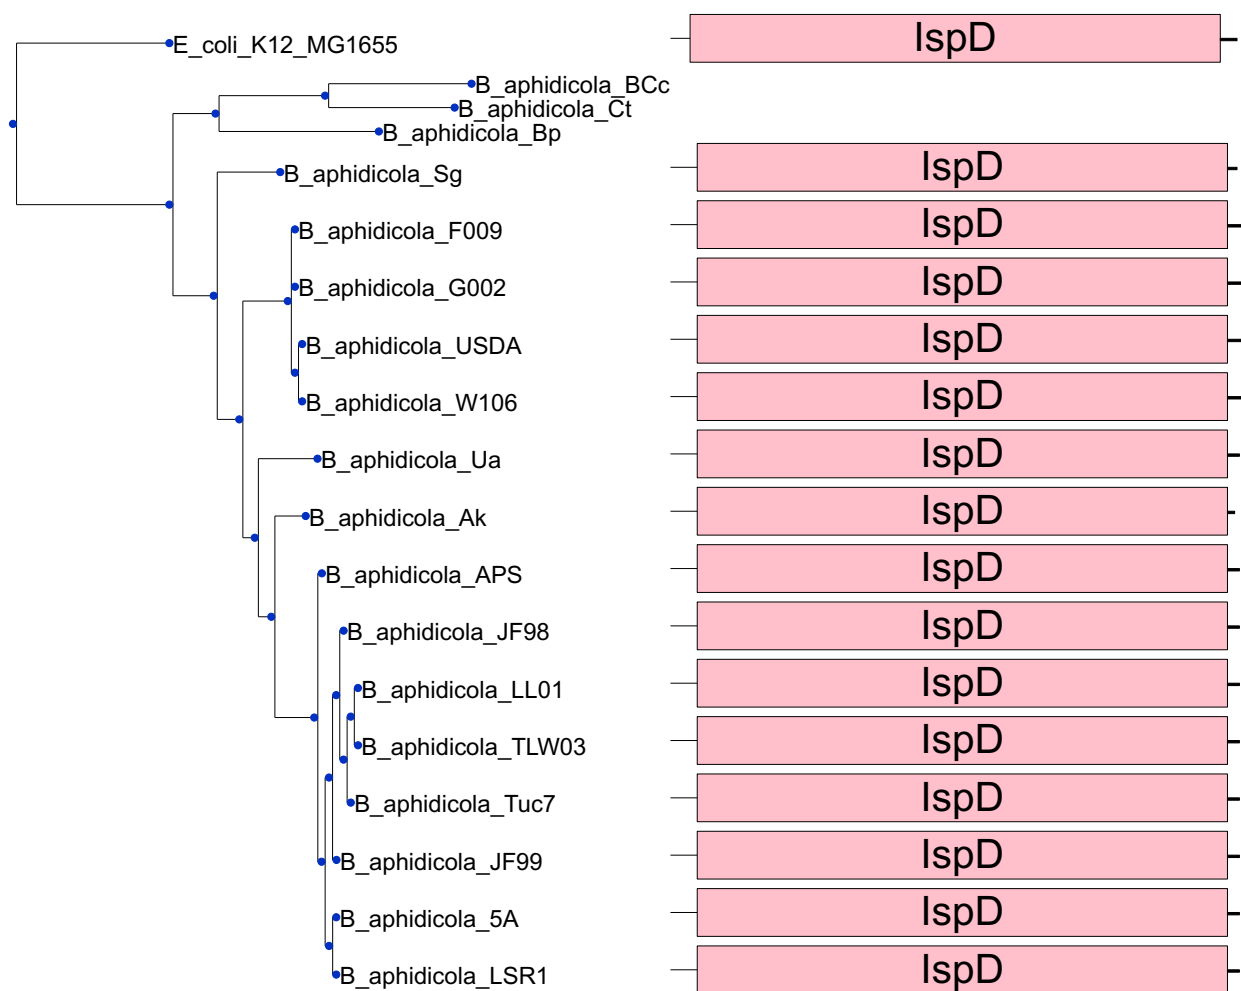 E_coli_K12_MG1655 IspD
B_aphidicola_BCc
B_aphidicola_Ct
B_aphidicola_Bp
B_aphidicola_Sg IspD
B_aphidicola_F009 IspD
B_aphidicola_G002 IspD
B_aphidicola_USDA IspD
B_aphidicola_W106 IspD
B_aphidicola_Ua IspD
B_aphidicola_Ak IspD
B_aphidicola_APS IspD
B_aphidicola_JF98 IspD
B_aphidicola_LL01 IspD
B_aphidicola_TLW03 IspD
B_aphidicola_Tuc7 IspD
B_aphidicola_JF99 IspD
B_aphidicola_5A IspD
B_aphidicola_LSR1 IspD